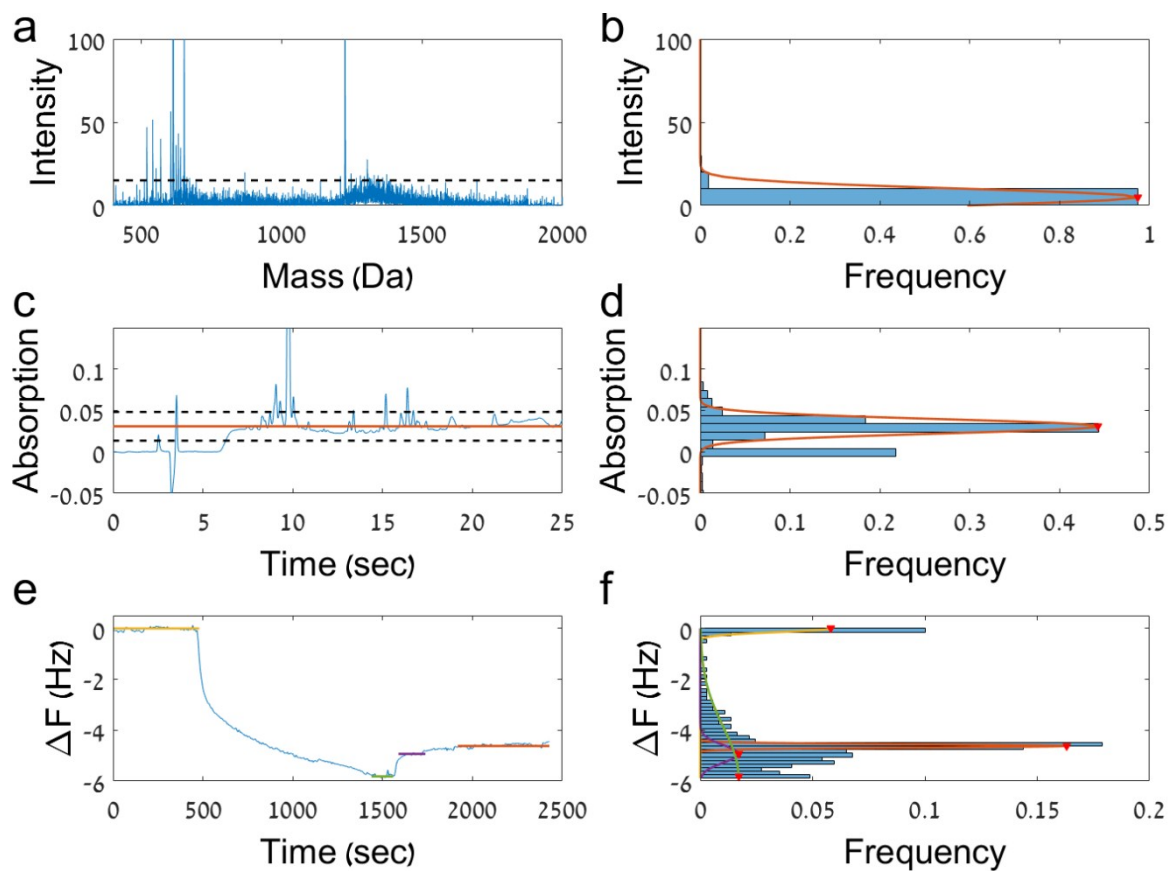 a
Intensity
100
50
0
500 1000 1500 2000
Mass (Da)
b
Intensity
100
50
0
0 0.2 0.4 0.6 0.8 1
Frequency
c
Absorption
0.1
0.05
0
-0.05
0 5 10 15 20 25
Time (sec)
d
Absorption
0.1
0.05
0
-0.05
0 0.1 0.2 0.3 0.4 0.5
Frequency
e
ΔF (Hz)
0
-2
-4
-6
0 500 1000 1500 2000 2500
Time (sec)
f
ΔF (Hz)
0
-2
-4
-6
0 0.05 0.1 0.15 0.2
Frequency